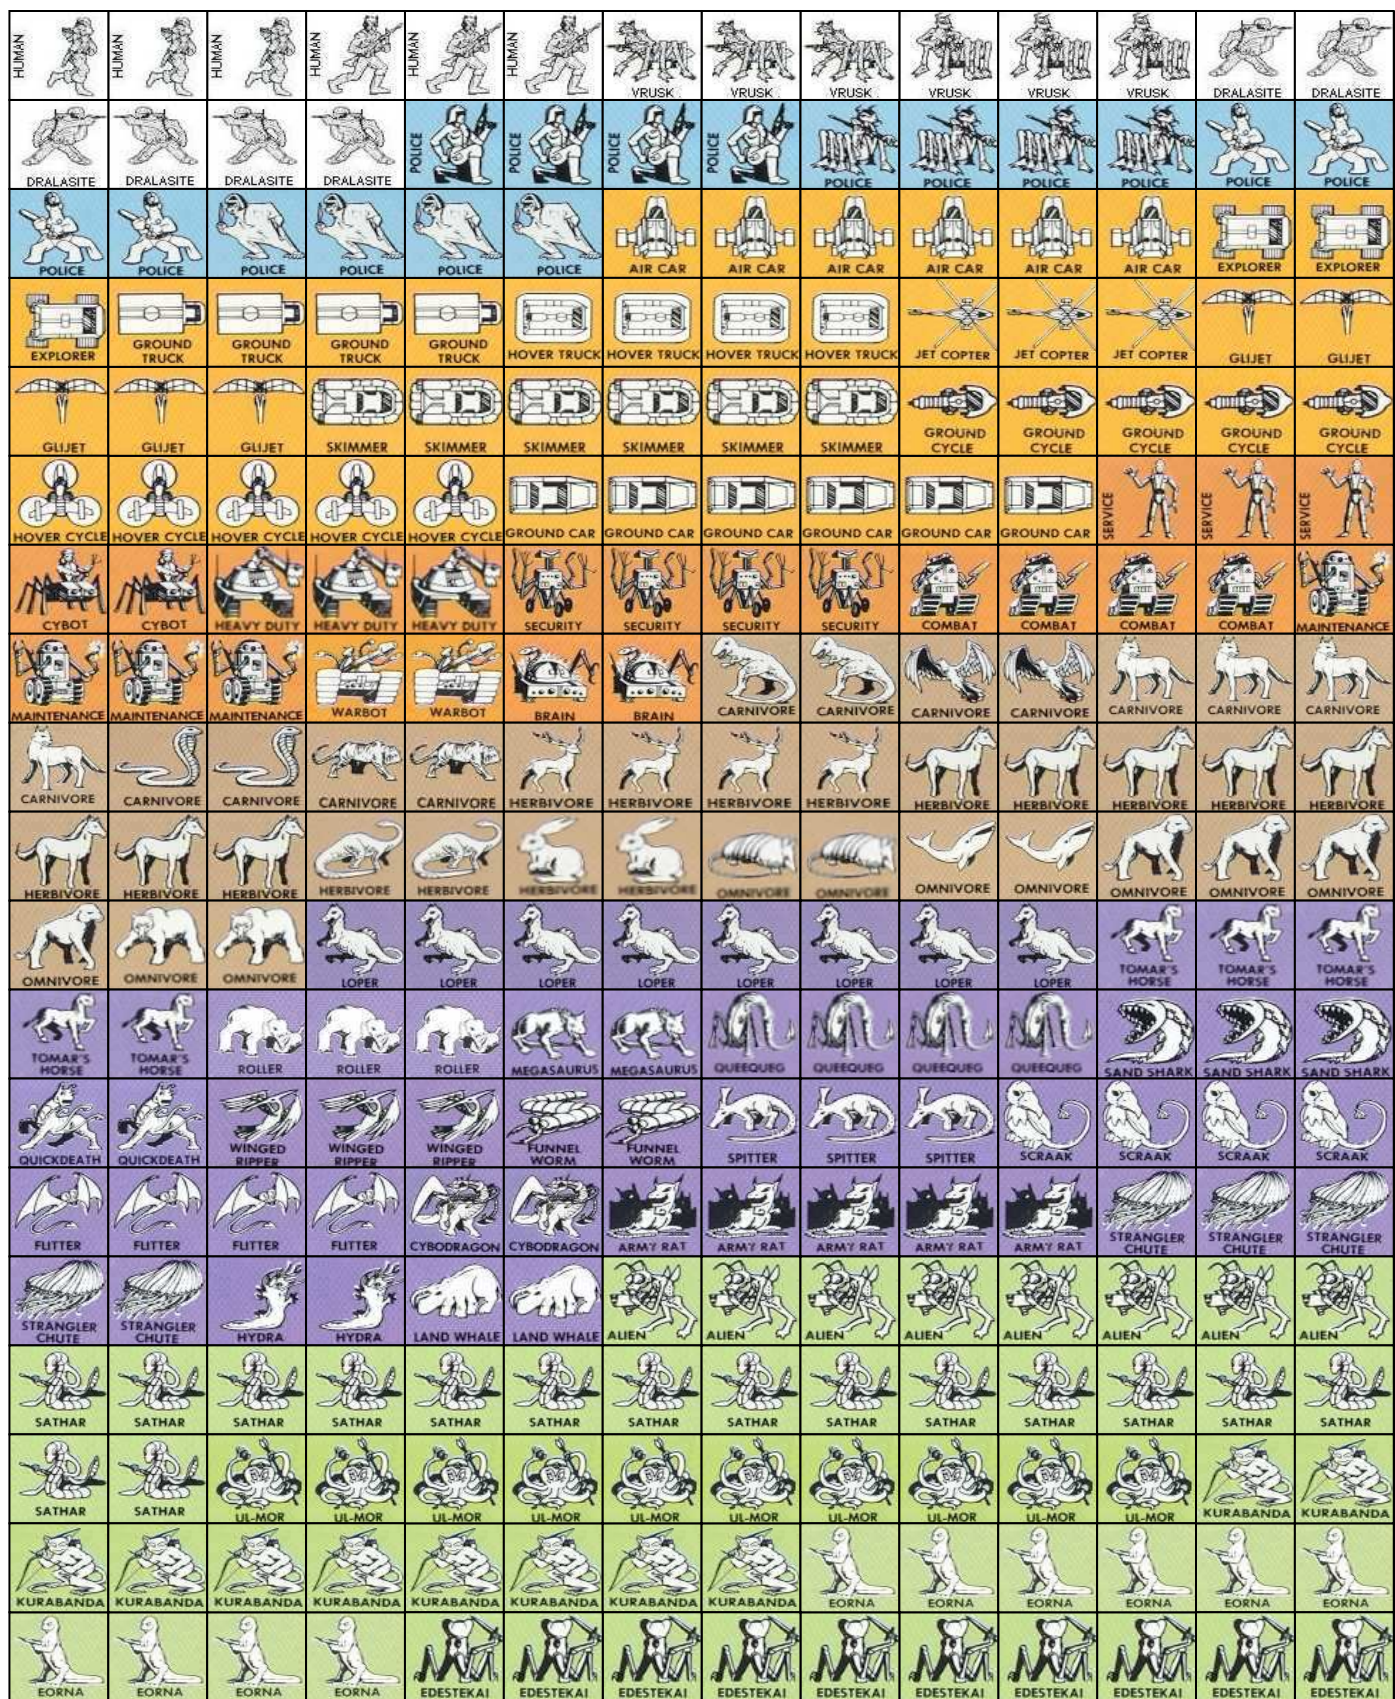 HUMAN HUMAN HUMAN HUMAN HUMAN HUMAN VRUSK VRUSK VRUSK VRUSK VRUSK VRUSK DRALASITE DRALASITE
DRALASITE DRALASITE DRALASITE DRALASITE POLICE POLICE POLICE POLICE POLICE POLICE POLICE POLICE POLICE POLICE
POLICE POLICE POLICE POLICE POLICE POLICE AIR CAR AIR CAR AIR CAR AIR CAR AIR CAR AIR CAR EXPLORER EXPLORER
EXPLORER GROUND TRUCK GROUND TRUCK GROUND TRUCK GROUND TRUCK HOVER TRUCK HOVER TRUCK HOVER TRUCK HOVER TRUCK JET COPTER JET COPTER JET COPTER GLIJET GLIJET
GLIJET GLIJET GLIJET SKIMMER SKIMMER SKIMMER SKIMMER SKIMMER SKIMMER GROUND CYCLE GROUND CYCLE GROUND CYCLE GROUND CYCLE GROUND CYCLE
HOVER CYCLE HOVER CYCLE HOVER CYCLE HOVER CYCLE HOVER CYCLE GROUND CAR GROUND CAR GROUND CAR GROUND CAR GROUND CAR GROUND CAR SERVICE SERVICE SERVICE
CYBOT CYBOT HEAVY DUTY HEAVY DUTY HEAVY DUTY SECURITY SECURITY SECURITY SECURITY COMBAT COMBAT COMBAT COMBAT MAINTENANCE
MAINTENANCE MAINTENANCE MAINTENANCE WARBOT WARBOT BRAIN BRAIN CARNIVORE CARNIVORE CARNIVORE CARNIVORE CARNIVORE CARNIVORE CARNIVORE
CARNIVORE CARNIVORE CARNIVORE CARNIVORE CARNIVORE HERBIVORE HERBIVORE HERBIVORE HERBIVORE HERBIVORE HERBIVORE HERBIVORE HERBIVORE HERBIVORE
HERBIVORE HERBIVORE HERBIVORE HERBIVORE HERBIVORE HERBIVORE HERBIVORE OMNIVORE OMNIVORE OMNIVORE OMNIVORE OMNIVORE OMNIVORE OMNIVORE
OMNIVORE OMNIVORE OMNIVORE LOPER LOPER LOPER LOPER LOPER LOPER LOPER LOPER TOMAR'S HORSE TOMAR'S HORSE TOMAR'S HORSE
TOMAR'S HORSE TOMAR'S HORSE ROLLER ROLLER ROLLER MEGASAURUS MEGASAURUS QUEEQUEG QUEEQUEG QUEEQUEG QUEEQUEG SAND SHARK SAND SHARK SAND SHARK
QUICKDEATH QUICKDEATH WINGED RIPPER WINGED RIPPER WINGED RIPPER FUNNEL WORM FUNNEL WORM SPITTER SPITTER SPITTER SCRAAK SCRAAK SCRAAK SCRAAK
FLITTER FLITTER FLITTER FLITTER CYBODRAGON CYBODRAGON ARMY RAT ARMY RAT ARMY RAT ARMY RAT ARMY RAT STRANGLER CHUTE STRANGLER CHUTE STRANGLER CHUTE
STRANGLER CHUTE STRANGLER CHUTE HYDRA HYDRA LAND WHALE LAND WHALE ALIEN ALIEN ALIEN ALIEN ALIEN ALIEN ALIEN ALIEN
SATHAR SATHAR SATHAR SATHAR SATHAR SATHAR SATHAR SATHAR SATHAR SATHAR SATHAR SATHAR SATHAR SATHAR
SATHAR SATHAR UL-MOR UL-MOR UL-MOR UL-MOR UL-MOR UL-MOR UL-MOR UL-MOR UL-MOR UL-MOR KURABANDA KURABANDA
KURABANDA KURABANDA KURABANDA KURABANDA KURABANDA KURABANDA KURABANDA KURABANDA EORNA EORNA EORNA EORNA EORNA EORNA
EORNA EORNA EORNA EORNA EDESTEKAI EDESTEKAI EDESTEKAI EDESTEKAI EDESTEKAI EDESTEKAI EDESTEKAI EDESTEKAI EDESTEKAI EDESTEKAI